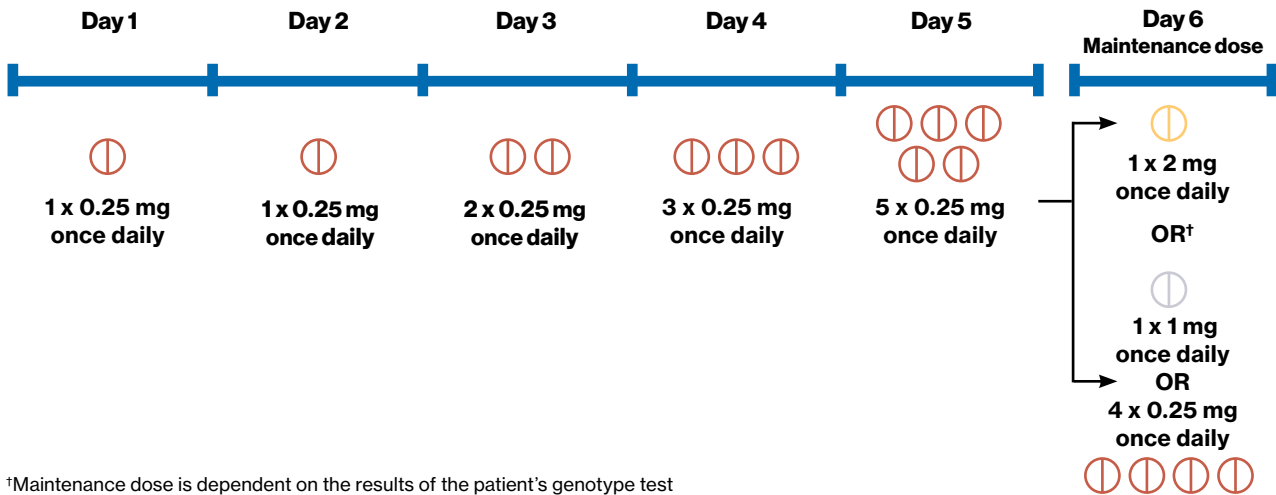 Day 1
Day 2
Day 3
Day 4
Day 5
Day 6
Maintenance dose
1 x 0.25 mg
once daily
1 x 0.25 mg
once daily
2 x 0.25 mg
once daily
3 x 0.25 mg
once daily
5 x 0.25 mg
once daily
1 x 2 mg
once daily
OR†
1 x 1 mg
once daily
OR
4 x 0.25 mg
once daily
†Maintenance dose is dependent on the results of the patient’s genotype test